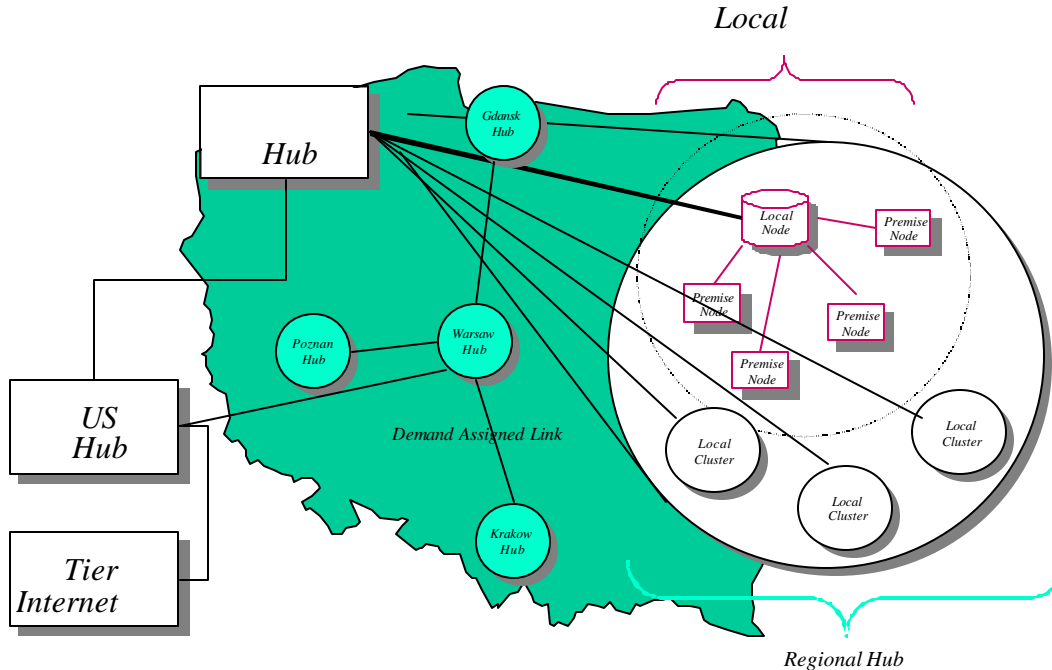 Local
Gdansk
Hub
Hub
Local
Node
Premise
Node
Premise
Node
Premise
Node
Premise
Node
Poznan
Hub
Warsaw
Hub
US
Hub
Demand Assigned Link
Local
Cluster
Local
Cluster
Local
Cluster
Krakow
Hub
Tier
Internet
Regional Hub